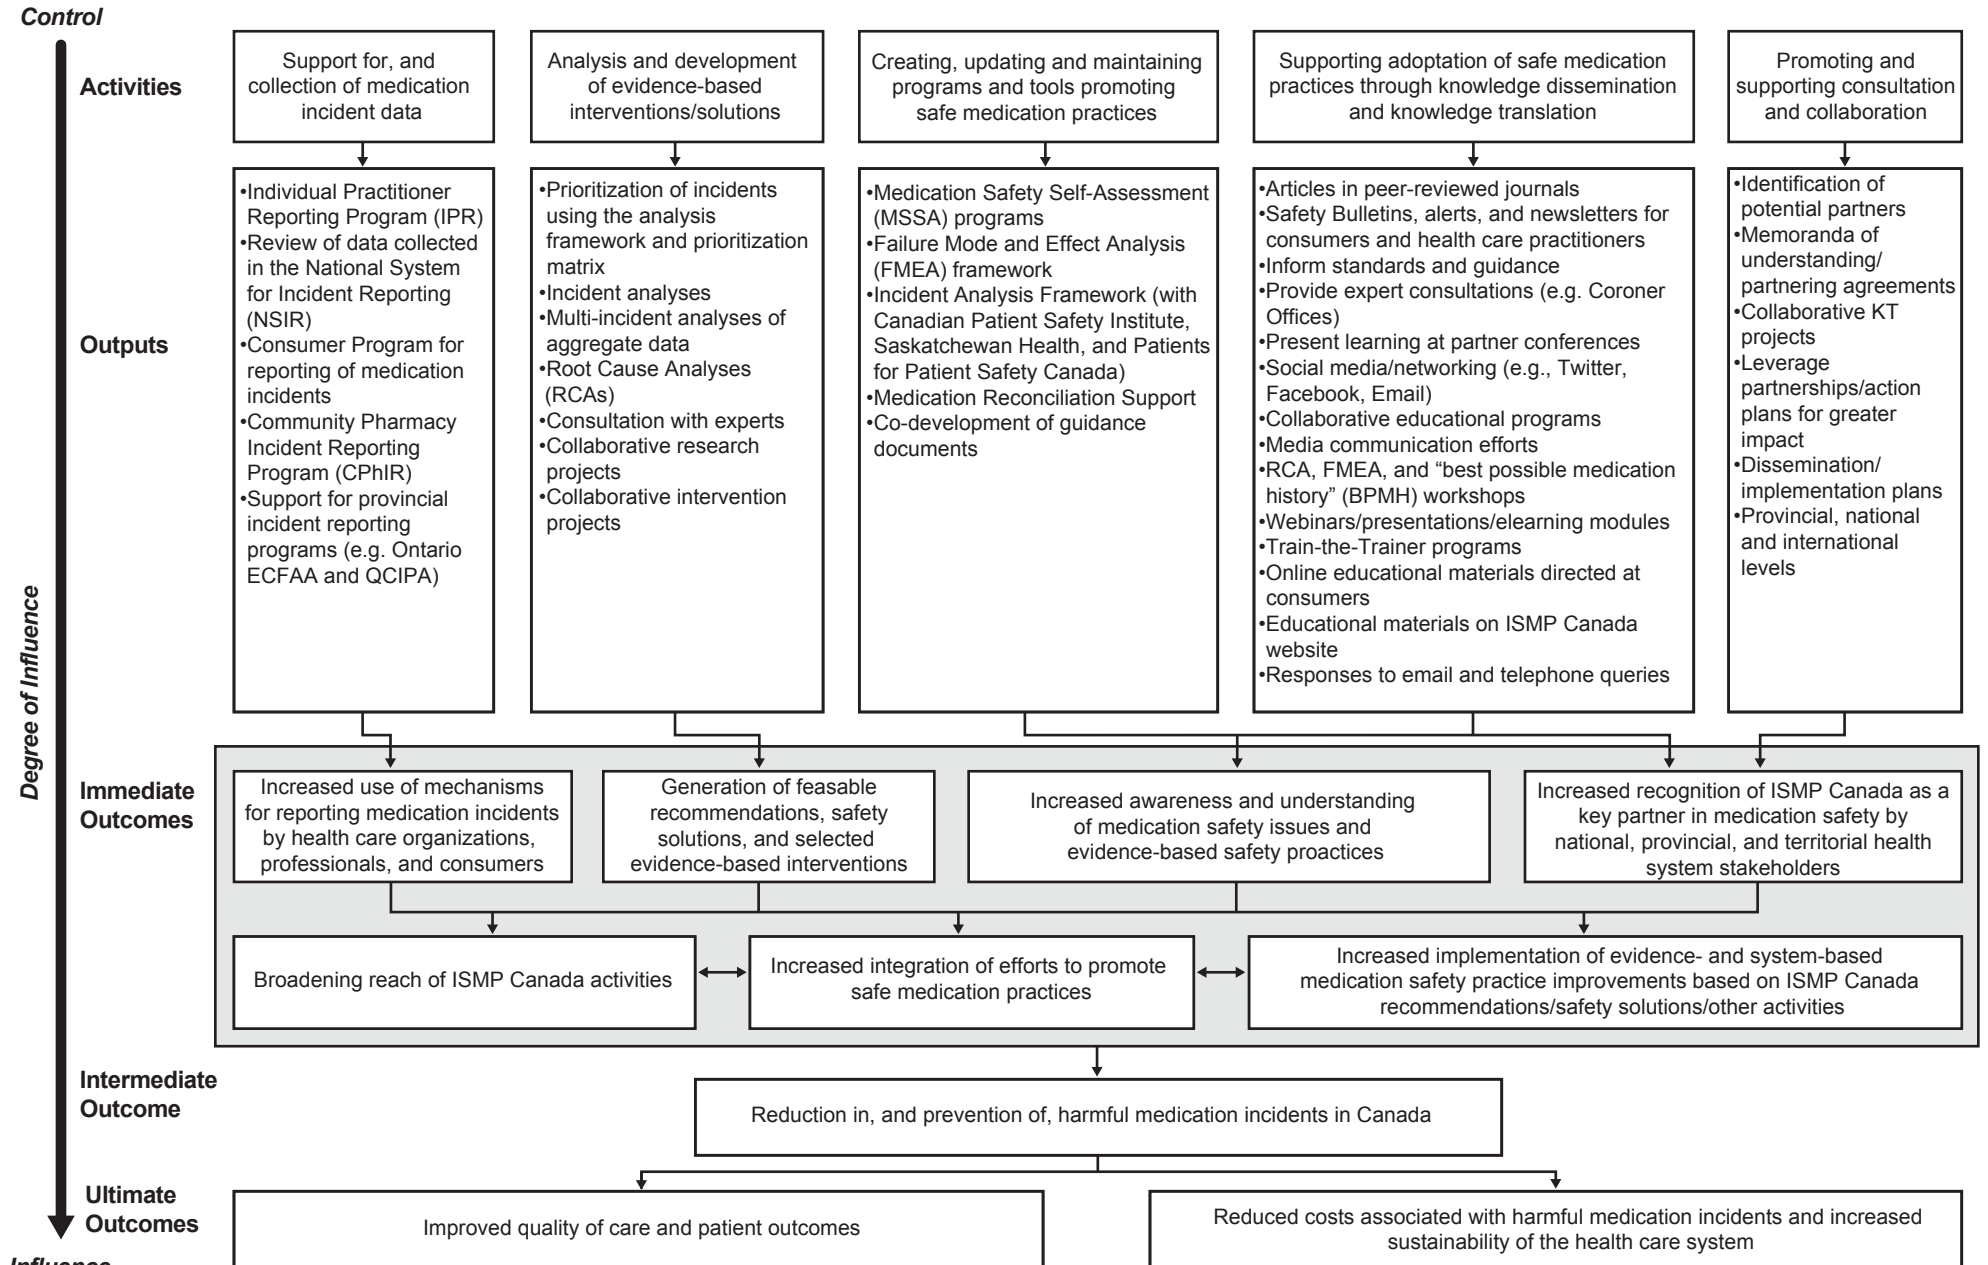 Control
Activities
Support for, and
collection of medication
incident data
Analysis and development
of evidence-based
interventions/solutions
Creating, updating and maintaining
programs and tools promoting
safe medication practices
Supporting adoption of safe medication
practices through knowledge dissemination
and knowledge translation
Promoting and
supporting consultation
and collaboration
Outputs
•Individual Practitioner
Reporting Program (IPR)
•Review of data collected
in the National System
for Incident Reporting
(NSIR)
•Consumer Program for
reporting of medication
incidents
•Community Pharmacy
Incident Reporting
Program (CPhIR)
•Support for provincial
incident reporting
programs (e.g. Ontario
ECFAA and QCIPA)
•Prioritization of incidents
using the analysis
framework and prioritization
matrix
•Incident analyses
•Multi-incident analyses of
aggregate data
•Root Cause Analyses
(RCAs)
•Consultation with experts
•Collaborative research
projects
•Collaborative intervention
projects
•Medication Safety Self-Assessment
(MSSA) programs
•Failure Mode and Effect Analysis
(FMEA) framework
•Incident Analysis Framework (with
Canadian Patient Safety Institute,
Saskatchewan Health, and Patients
for Patient Safety Canada)
•Medication Reconciliation Support
•Co-development of guidance
documents
•Articles in peer-reviewed journals
•Safety Bulletins, alerts, and newsletters for
consumers and health care practitioners
•Inform standards and guidance
•Provide expert consultations (e.g. Coroner
Offices)
•Present learning at partner conferences
•Social media/networking (e.g., Twitter,
Facebook, Email)
•Collaborative educational programs
•Media communication efforts
•RCA, FMEA, and “best possible medication
history” (BPMH) workshops
•Webinars/presentations/elearning modules
•Train-the-Trainer programs
•Online educational materials directed at
consumers
•Educational materials on ISMP Canada
website
•Responses to email and telephone queries
•Identification of
potential partners
•Memoranda of
understanding/
partnering agreements
•Collaborative KT
projects
•Leverage
partnerships/action
plans for greater
impact
•Dissemination/
implementation plans
•Provincial, national
and international
levels
Degree of Influence
Immediate
Outcomes
Increased use of mechanisms
for reporting medication incidents
by health care organizations,
professionals, and consumers
Generation of feasable
recommendations, safety
solutions, and selected
evidence-based interventions
Increased awareness and understanding
of medication safety issues and
evidence-based safety proactices
Increased recognition of ISMP Canada as a
key partner in medication safety by
national, provincial, and territorial health
system stakeholders
Broadening reach of ISMP Canada activities
Increased integration of efforts to promote
safe medication practices
Increased implementation of evidence- and system-based
medication safety practice improvements based on ISMP Canada
recommendations/safety solutions/other activities
Intermediate
Outcome
Reduction in, and prevention of, harmful medication incidents in Canada
Ultimate
Outcomes
Improved quality of care and patient outcomes
Reduced costs associated with harmful medication incidents and increased
sustainability of the health care system
Influence